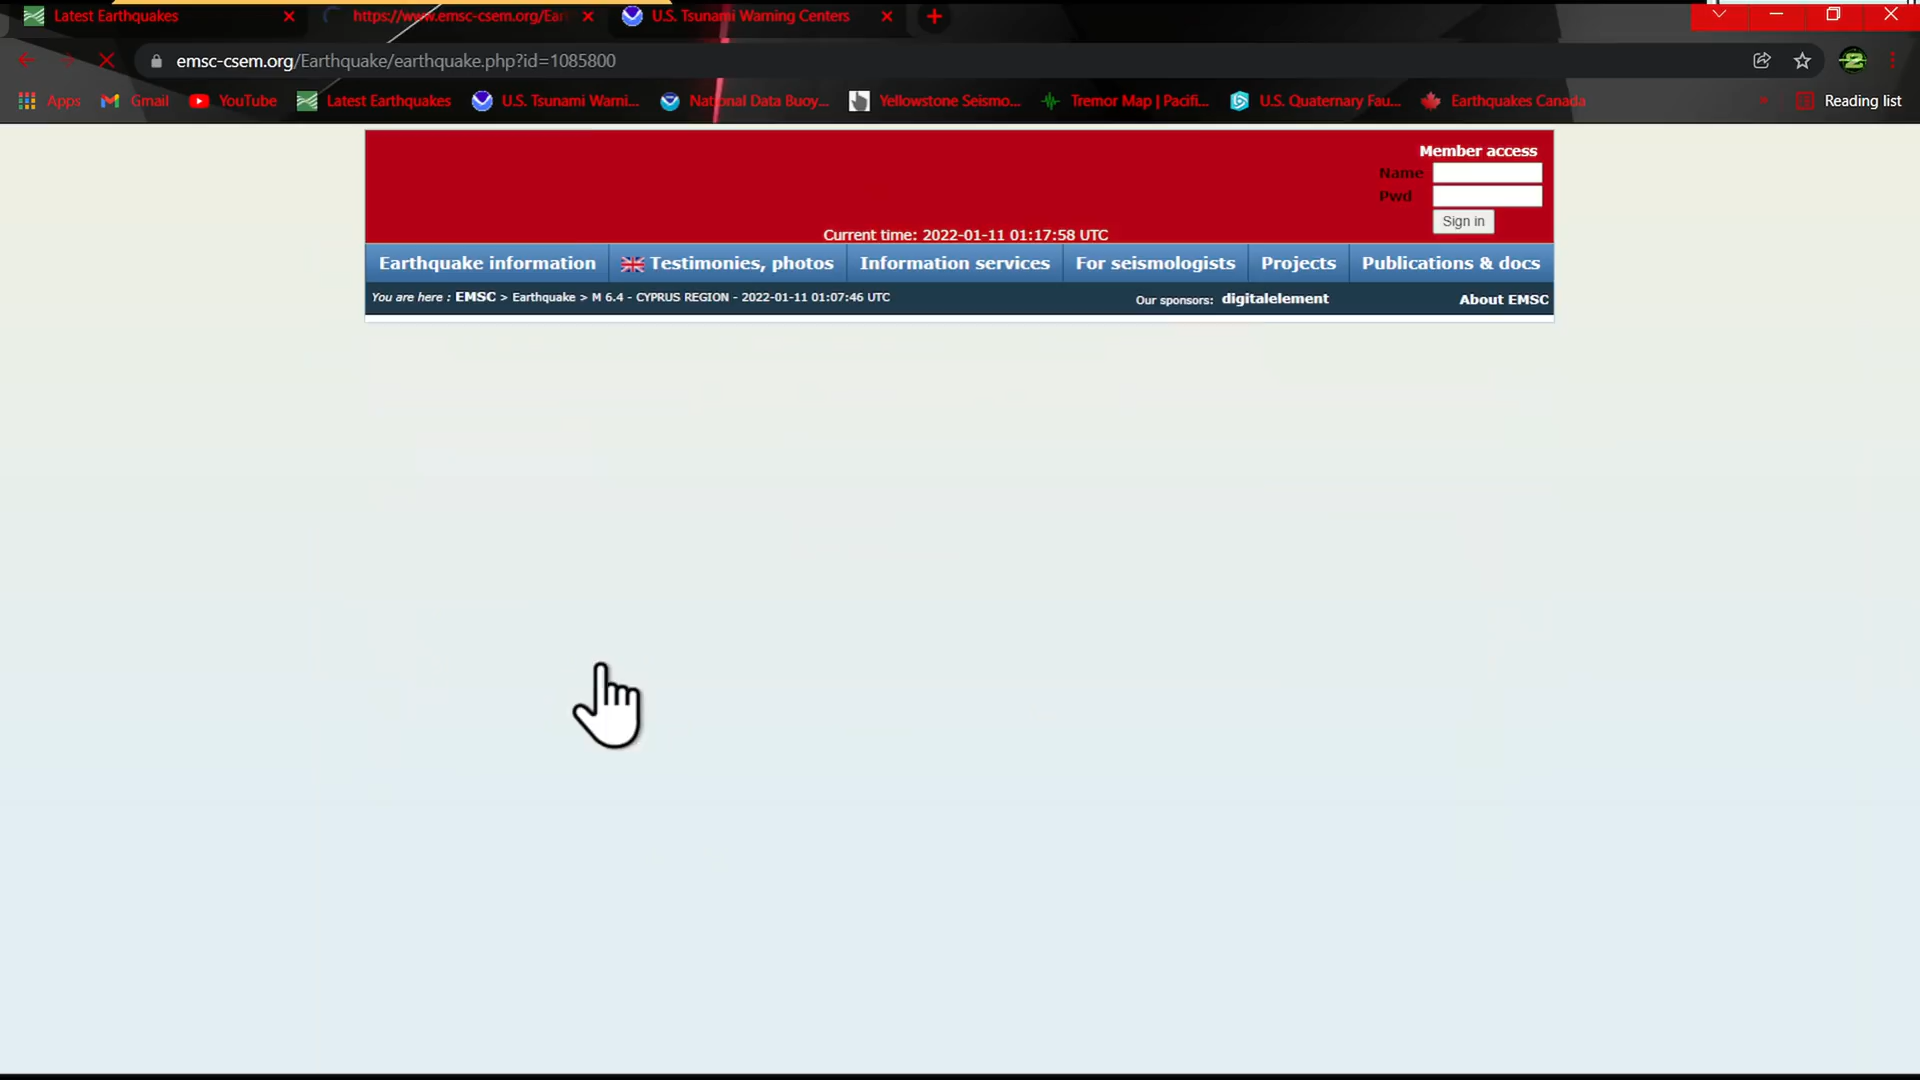 Latest Earthquakes
https://www.emsc-csem.org/Ear
U.S. Tsunami Warning Centers
emsc-csem.org/Earthquake/earthquake.php?id=1085800
Apps
Gmail
YouTube
Latest Earthquakes
U.S. Tsunami Warni...
National Data Buoy...
Yellowstone Seismo...
Tremor Map | Pacifi...
U.S. Quaternary Fau...
Earthquakes Canada
Reading list
Member access
Name
Pwd
Sign in
Current time: 2022-01-11 01:17:58 UTC
Earthquake information
Testimonies, photos
Information services
For seismologists
Projects
Publications & docs
You are here : EMSC > Earthquake > M 6.4 - CYPRUS REGION - 2022-01-11 01:07:46 UTC
Our sponsors: digitalelement
About EMSC